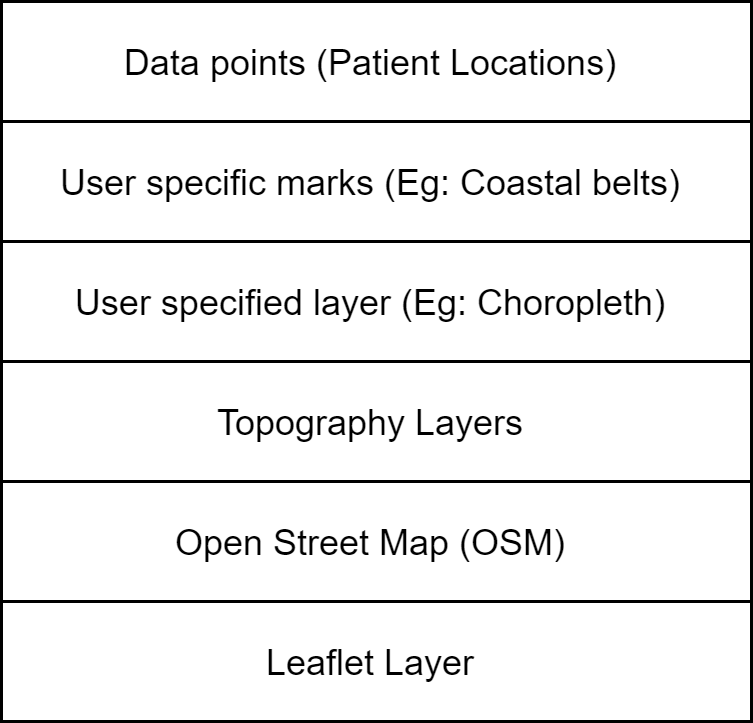 Data points (Patient Locations)
User specific marks (Eg: Coastal belts)
User specified layer (Eg: Choropleth)
Topography Layers
Open Street Map (OSM)
Leaflet Layer